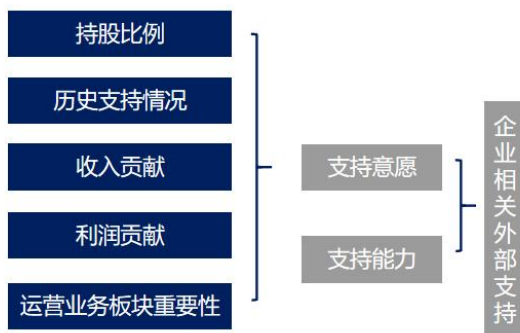 持股比例
历史支持情况
收入贡献
利润贡献
运营业务板块重要性
支持意愿
支持能力
企业相关外部支持